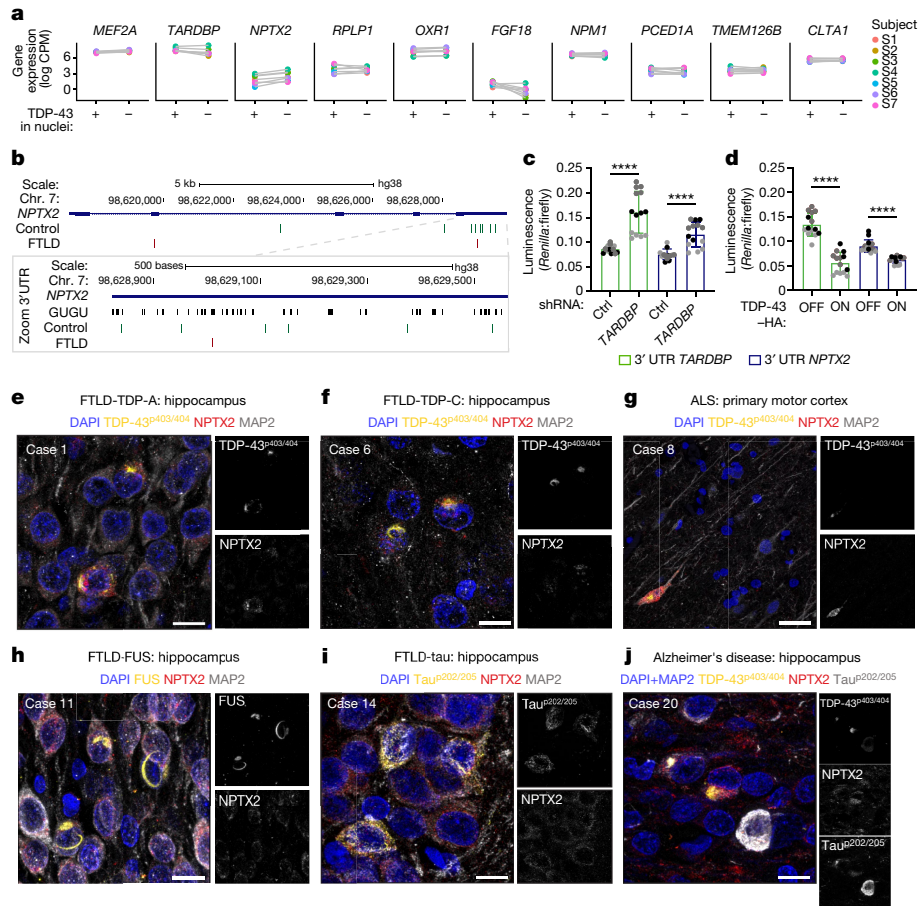 a
MEF2A TARDBP NPTX2 RPLP1 OXR1 FGF18 NPM1 PCED1A TMEM126B CLTA1
Gene expression (log CPM)
6
3
0
+ − + − + − + − + − + − + − + − + − + −
TDP-43 in nuclei:
Subject
S1
S2
S3
S4
S5
S6
S7
b
Scale: 5 kb hg38
Chr. 7: 98,620,000 98,622,000 98,624,000 98,626,000 98,628,000
NPTX2
Control
FTLD
Zoom 3′UTR
Scale: 500 bases hg38
Chr. 7: 98,628,900 98,629,100 98,629,300 98,629,500
NPTX2
GUGU
Control
FTLD
c
Luminescence (Renilla:firefly)
0.25
0.20
0.15
0.10
0.05
0
**** ****
shRNA: Ctrl TARDBP Ctrl TARDBP
d
Luminescence (Renilla:firefly)
0.25
0.20
0.15
0.10
0.05
0
**** ****
TDP-43 –HA: OFF ON OFF ON
3′ UTR TARDBP 3′ UTR NPTX2
e
FTLD-TDP-A: hippocampus
DAPI TDP-43p403/404 NPTX2 MAP2
Case 1
TDP-43p403/404
NPTX2
f
FTLD-TDP-C: hippocampus
DAPI TDP-43p403/404 NPTX2 MAP2
Case 6
TDP-43p403/404
NPTX2
g
ALS: primary motor cortex
DAPI TDP-43p403/404 NPTX2 MAP2
Case 8
TDP-43p403/404
NPTX2
h
FTLD-FUS: hippocampus
DAPI FUS NPTX2 MAP2
Case 11
FUS
NPTX2
i
FTLD-tau: hippocampus
DAPI Taup202/205 NPTX2 MAP2
Case 14
Taup202/205
NPTX2
j
Alzheimer's disease: hippocampus
DAPI+MAP2 TDP-43p403/404 NPTX2 Taup202/205
Case 20
TDP-43p403/404
NPTX2
Taup202/205